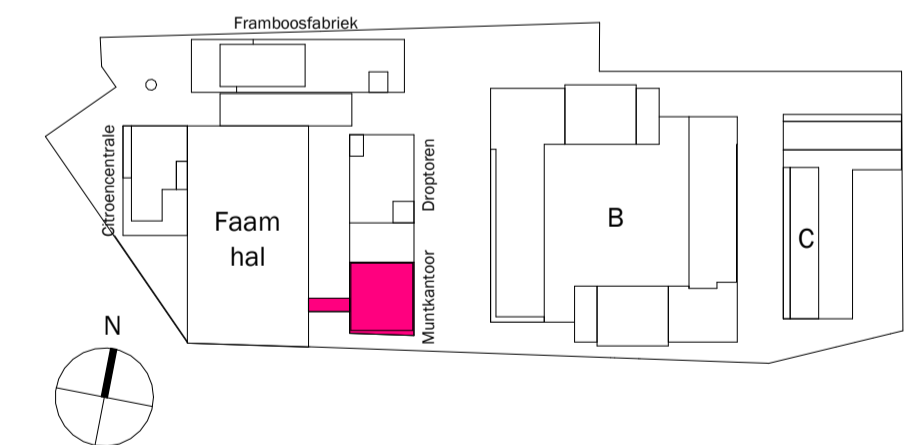 Framboosfabriek
Citroencentrale
Faam
hal
Droptoren
Muntkantoor
B
C
N